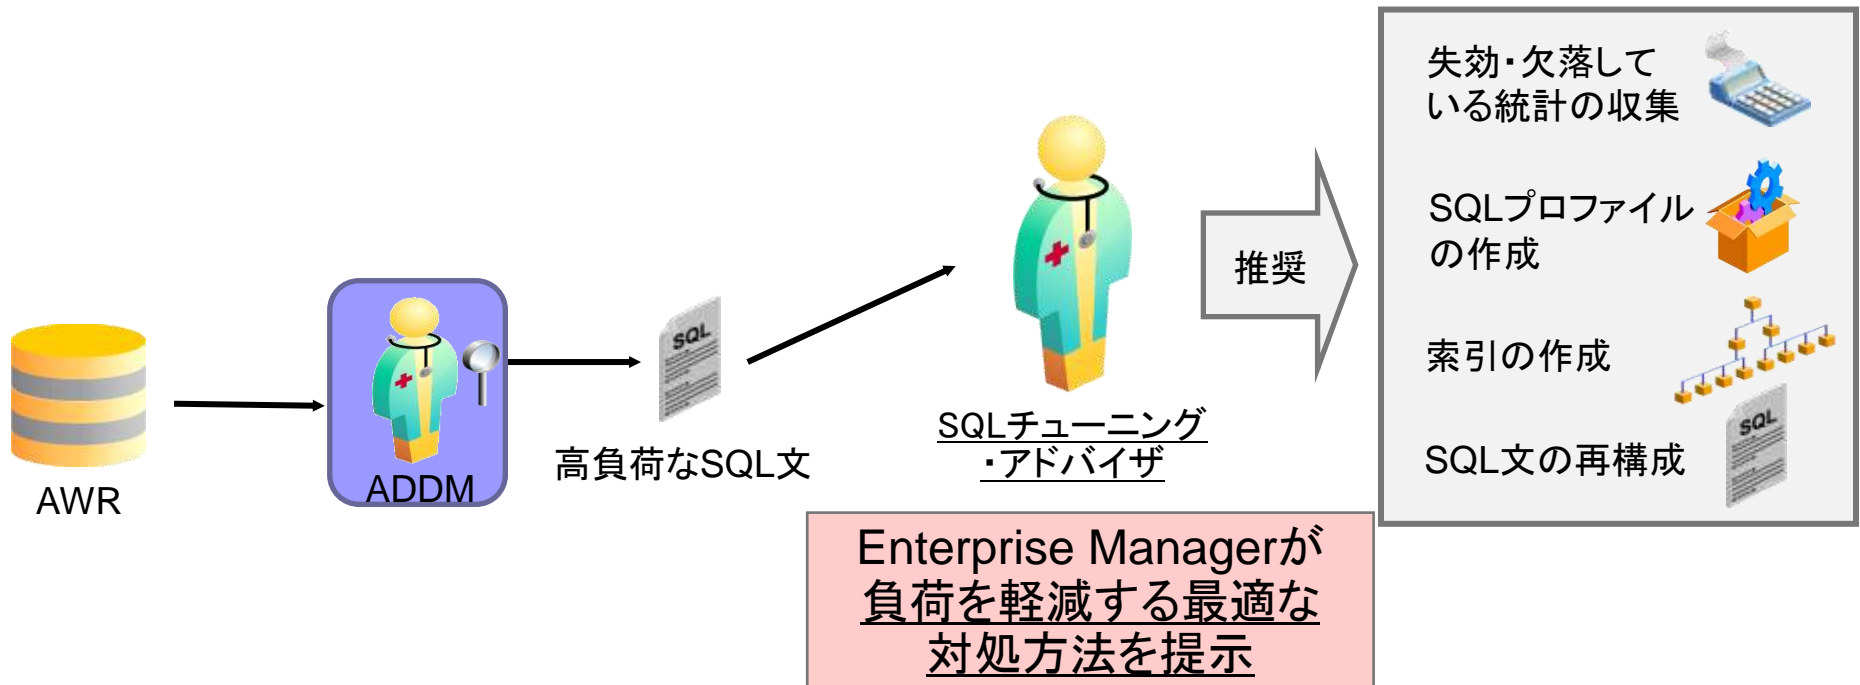 AWR
ADDM
SQL
高負荷なSQL文
SQLチューニング
・アドバイザ
推奨
失効・欠落して
いる統計の収集
SQLプロファイル
の作成
索引の作成
SQL文の再構成
SQL
Enterprise Managerが
負荷を軽減する最適な
対処方法を提示